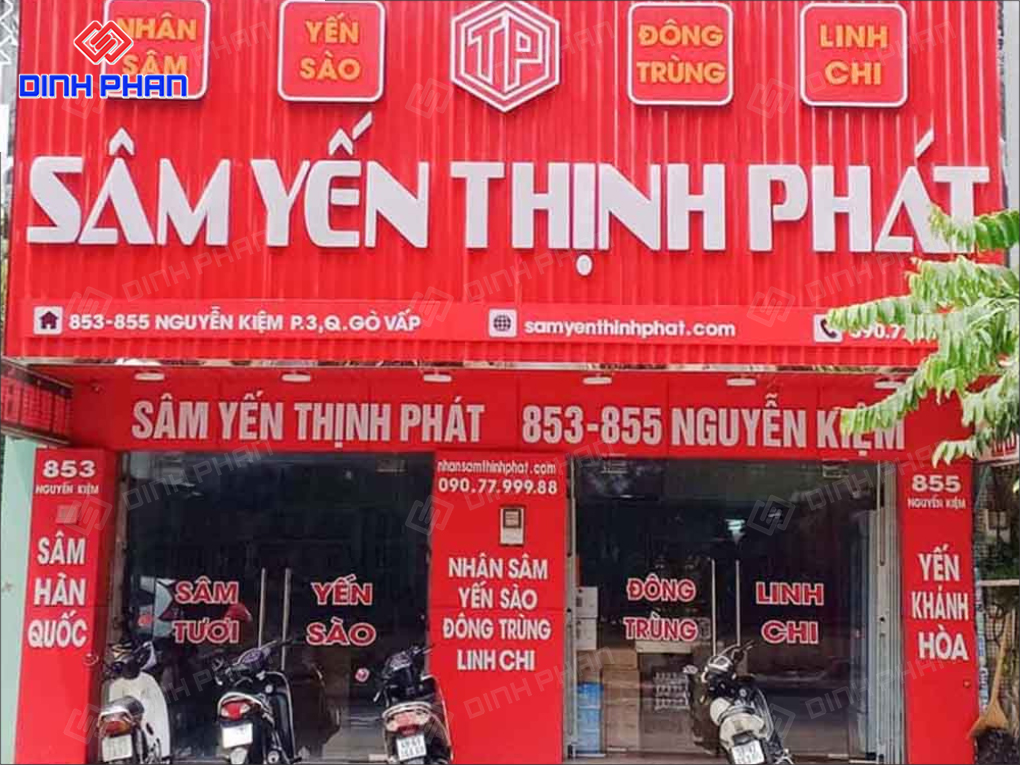 NHÂN SÂM
YẾN SÀO
TP
ĐÔNG TRÙNG
LINH CHI
DINH PHAN
SÂM YẾN THỊNH PHÁT
853-855 NGUYỄN KIỆM P.3,Q.GÒ VẤP
samyenthinhphat.com
090.77
SÂM YẾN THỊNH PHÁT 853-855 NGUYỄN KIỆM
853
NGUYỄN KIỆM
SÂM
HÀN
QUỐC
SÂM
TƯƠI
YẾN
SÀO
nhansamthinhphat.com
090.77.999.88
NHÂN SÂM
YẾN SÀO
ĐÔNG TRÙNG
LINH CHI
ĐÔNG
TRÙNG
LINH
CHI
855
NGUYỄN KIỆM
YẾN
KHÁNH
HÒA